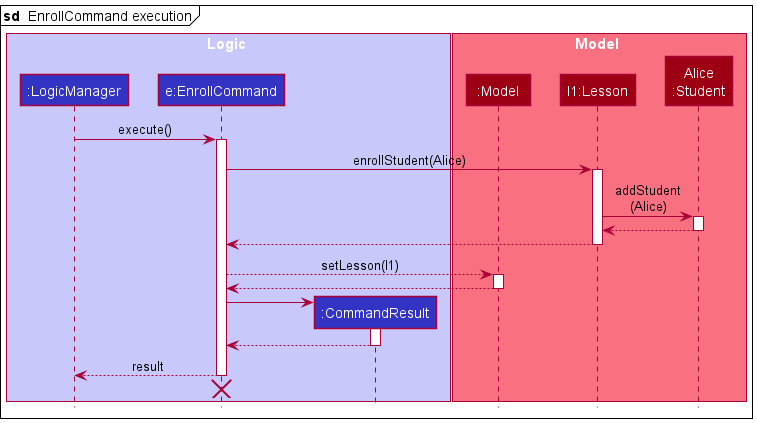 sd EnrollCommand execution
Logic
Model
:LogicManager
e:EnrollCommand
:Model
l1:Lesson
Alice
:Student
execute()
enrollStudent(Alice)
addStudent
(Alice)
setLesson(l1)
:CommandResult
result